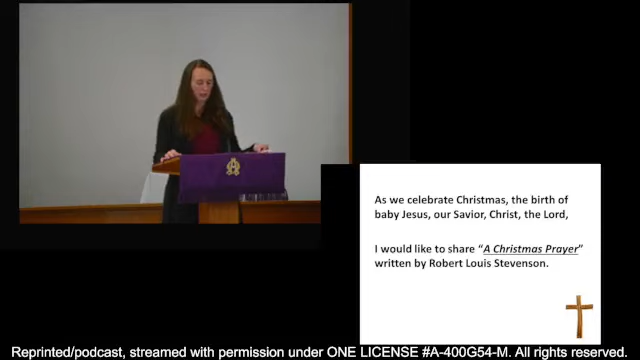 As we celebrate Christmas, the birth of
baby Jesus, our Savior, Christ, the Lord,
I would like to share “A Christmas Prayer”
written by Robert Louis Stevenson.
Reprinted/podcast, streamed with permission under ONE LICENSE #A-400G54-M. All rights reserved.